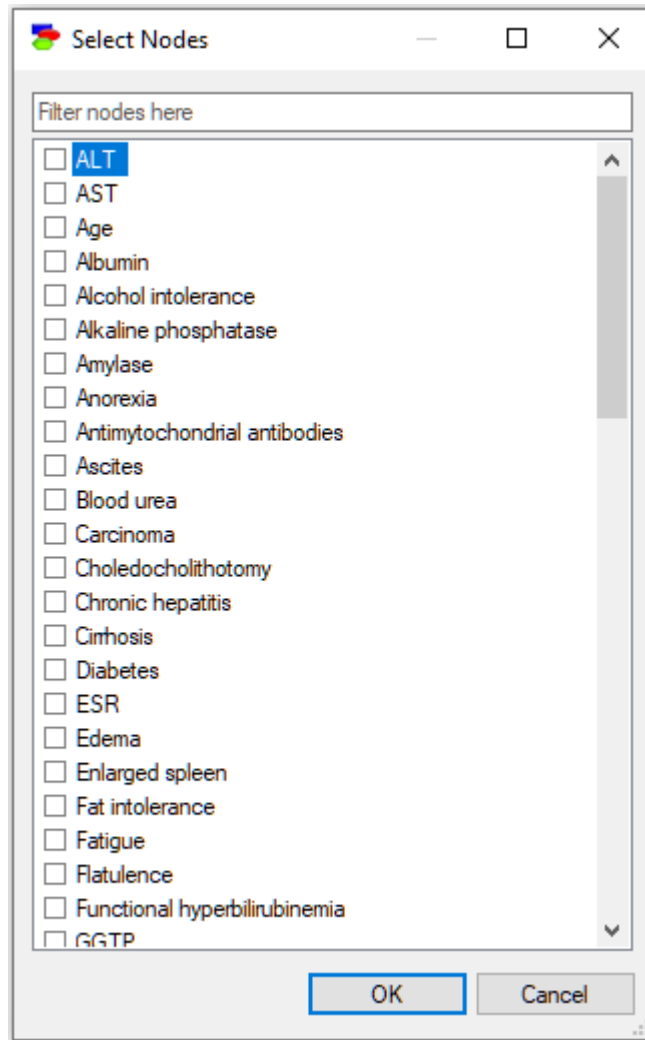 Select Nodes
Filter nodes here
ALT
AST
Age
Albumin
Alcohol intolerance
Alkaline phosphatase
Amylase
Anorexia
Antimytochondrial antibodies
Ascites
Blood urea
Carcinoma
Choledocholithotomy
Chronic hepatitis
Cirrhosis
Diabetes
ESR
Edema
Enlarged spleen
Fat intolerance
Fatigue
Flatulence
Functional hyperbilirubinemia
GGTP
OK Cancel